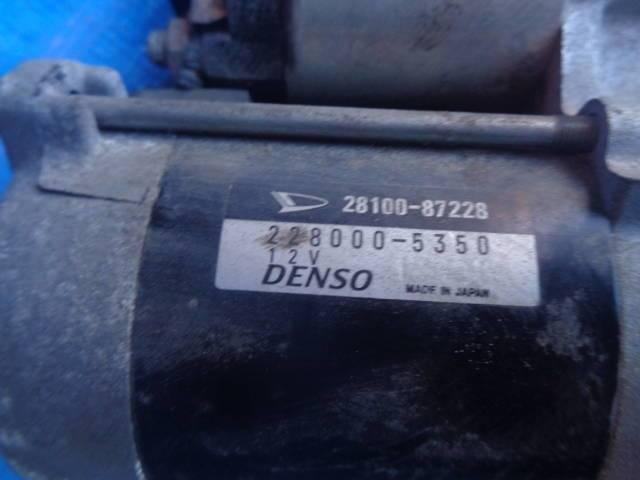 28100-87228
228000-5350
12V
DENSO MADE IN JAPAN